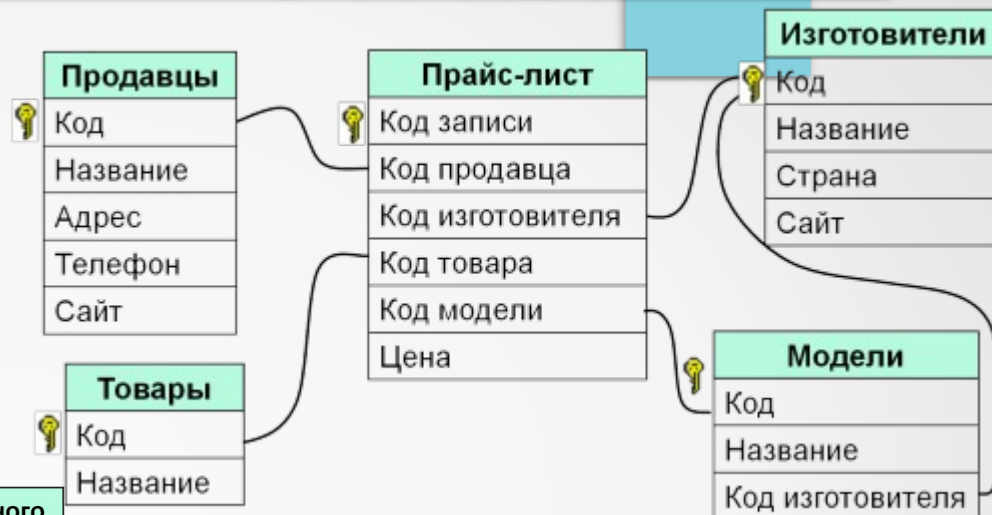 Продавцы
Код
Название
Адрес
Телефон
Сайт
Товары
Код
Название
Прайс-лист
Код записи
Код продавца
Код изготовителя
Код товара
Код модели
Цена
Изготовители
Код
Название
Страна
Сайт
Модели
Код
Название
Код изготовителя